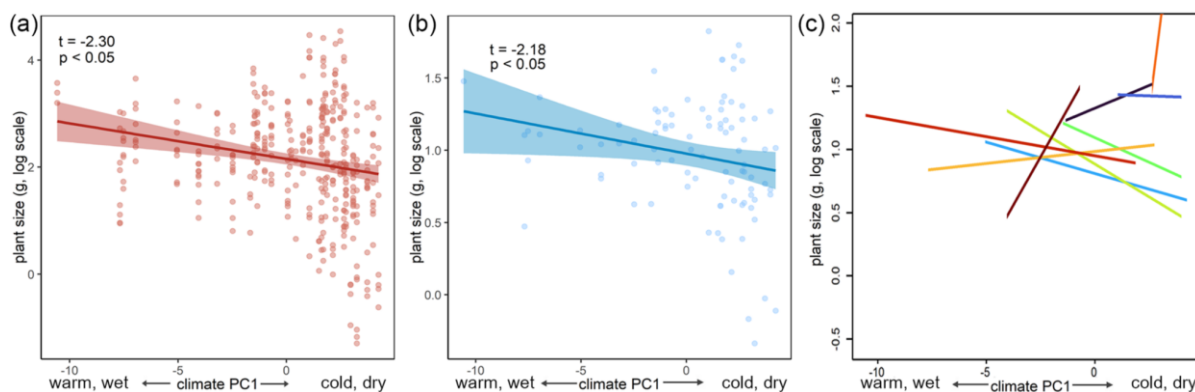 (a)
t = -2.30
p < 0.05
plant size (g, log scale)
4
2
0
-10
-5
0
warm, wet
climate PC1
cold, dry
(b)
t = -2.18
p < 0.05
plant size (g, log scale)
1.5
1.0
0.5
0.0
-10
-5
0
warm, wet
climate PC1
cold, dry
(c)
plant size (g, log scale)
2.0
1.5
1.0
0.5
0.0
-0.5
-10
-5
0
warm, wet
climate PC1
cold, dry